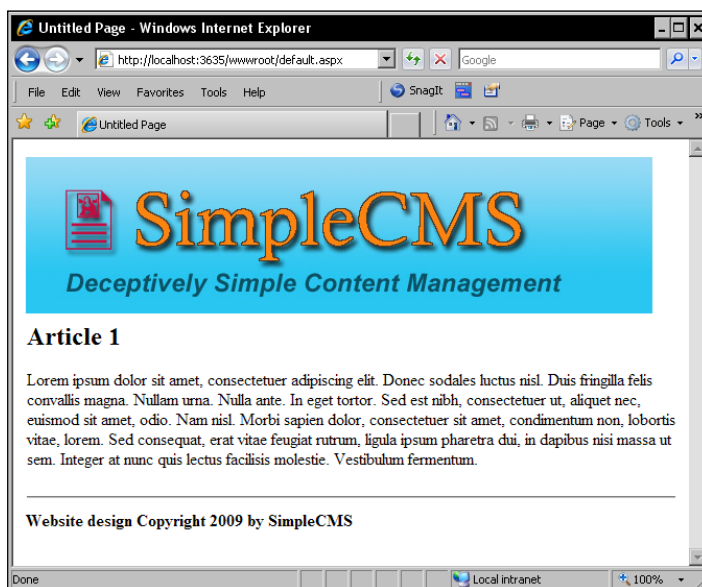 Untitled Page - Windows Internet Explorer
http://localhost:3635/wwwroot/default.aspx
Google
File Edit View Favorites Tools Help
SnagIt
Untitled Page
Page
Tools
SimpleCMS
Deceptively Simple Content Management
Article 1
Lorem ipsum dolor sit amet, consectetuer adipiscing elit. Donec sodales luctus nisl. Duis fringilla felis
convallis magna. Nullam urna. Nulla ante. In eget tortor. Sed est nibh, consectetuer ut, aliquet nec,
euismod sit amet, odio. Nam nisl. Morbi sapien dolor, consectetuer sit amet, condimentum non, lobortis
vitae, lorem. Sed consequat, erat vitae feugiat rutrum, ligula ipsum pharetra dui, in dapibus nisi massa ut
sem. Integer at nunc quis lectus facilisis molestie. Vestibulum fermentum.
Website design Copyright 2009 by SimpleCMS
Done
Local intranet
100%